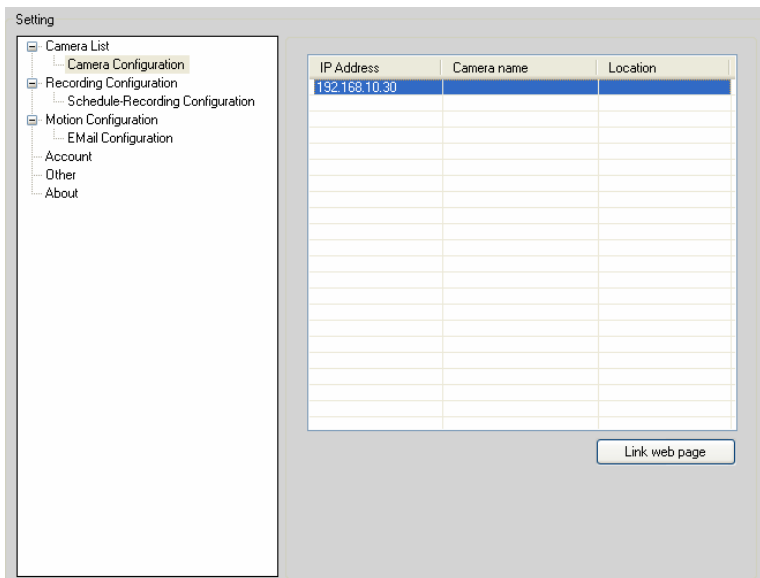 Setting
Camera List
Camera Configuration
Recording Configuration
Schedule-Recording Configuration
Motion Configuration
EMail Configuration
Account
Other
About
IP Address Camera name Location
192.168.10.30
Link web page